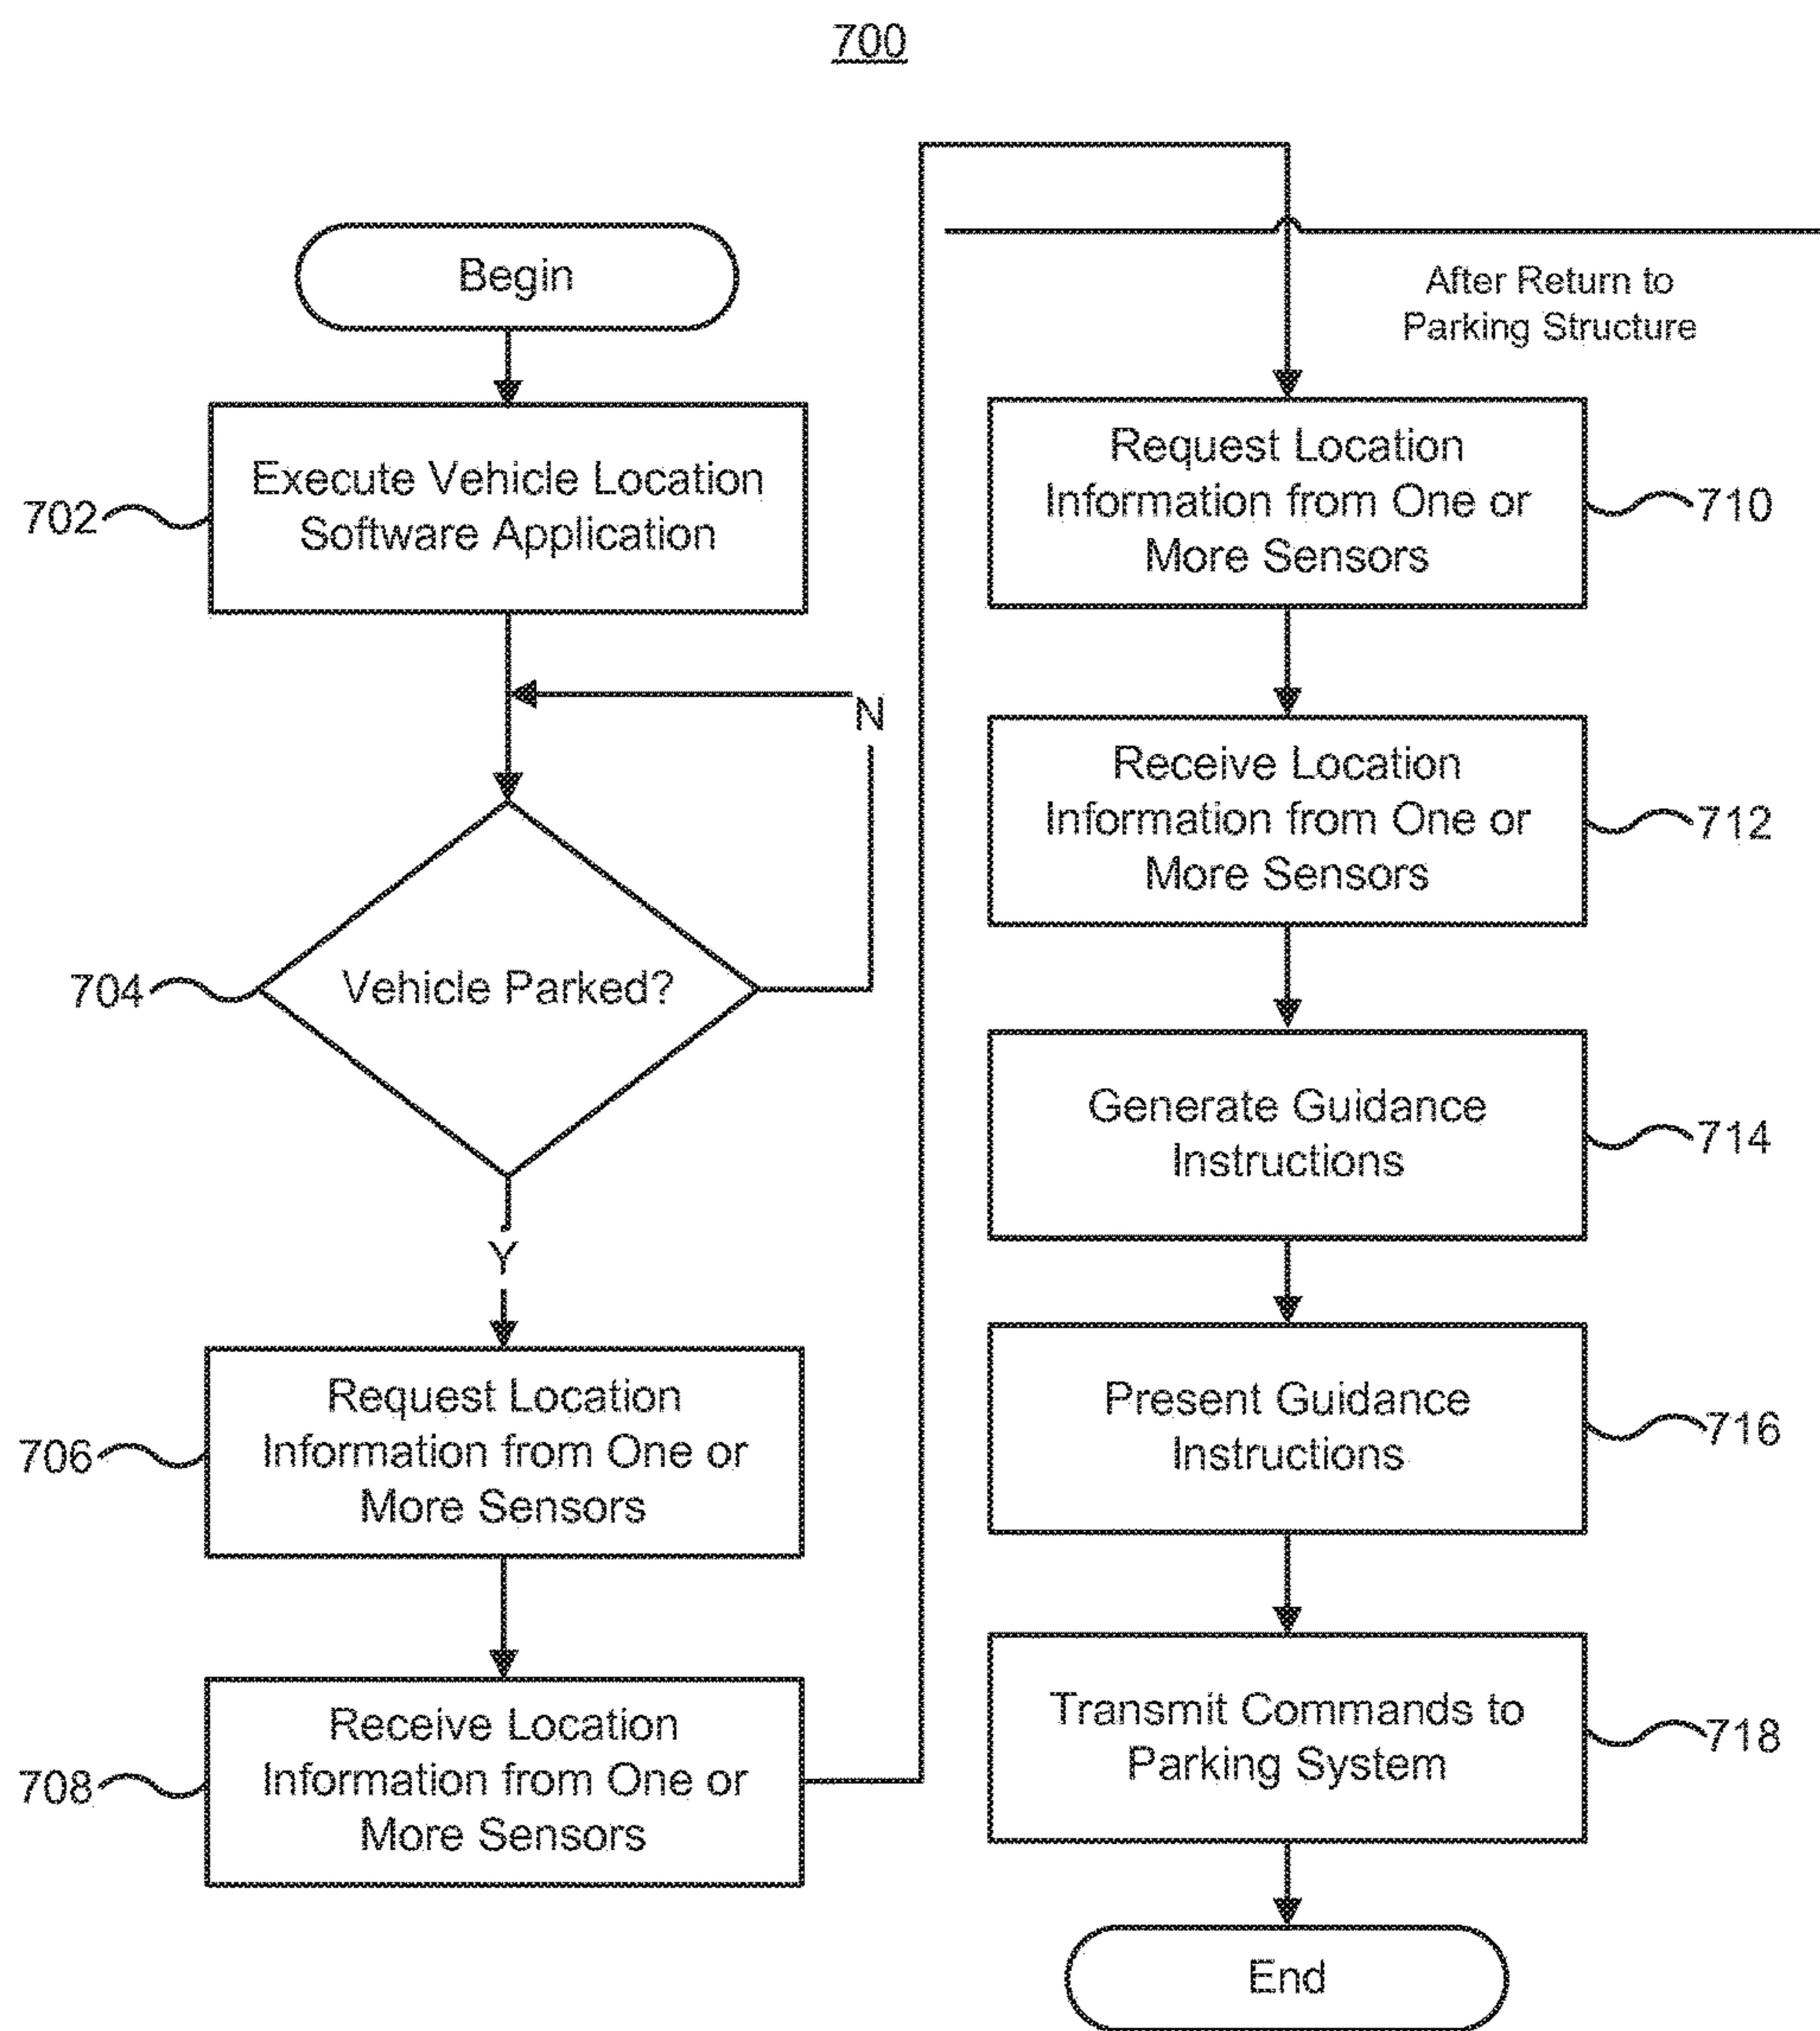 700
Begin
702
Execute Vehicle Location
Software Application
N
704
Vehicle Parked?
Y
706
Request Location
Information from One or
More Sensors
708
Receive Location
Information from One or
More Sensors
After Return to
Parking Structure
Request Location
Information from One or
More Sensors
710
Receive Location
Information from One or
More Sensors
712
Generate Guidance
Instructions
714
Present Guidance
Instructions
716
Transmit Commands to
Parking System
718
End